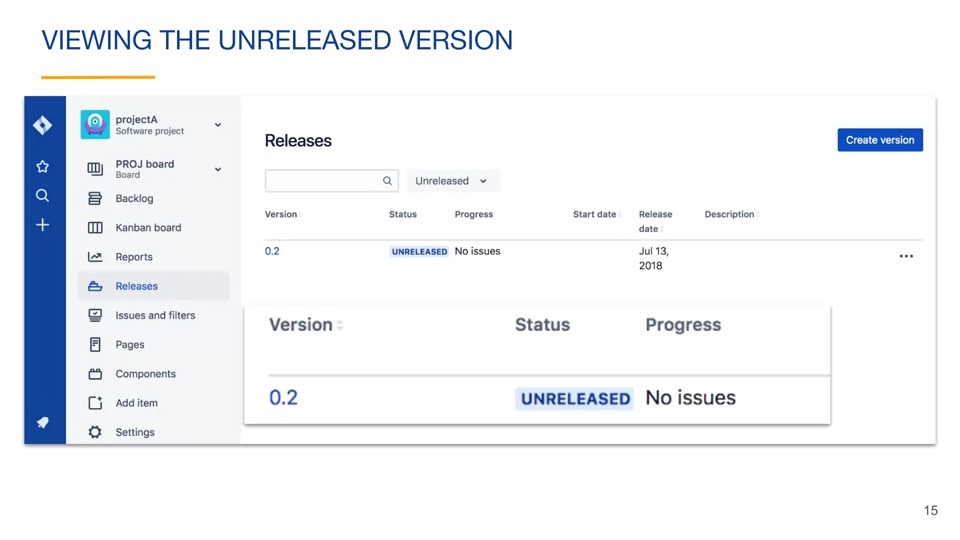 VIEWING THE UNRELEASED VERSION
projectA
Software project
PROJ board
Board
Backlog
Kanban board
Reports
Releases
Issues and filters
Pages
Components
Add item
Settings
Releases
Create version
Unreleased
Version Status Progress Start date Release date Description
0.2 UNRELEASED No issues Jul 13, 2018
Version Status Progress
0.2 UNRELEASED No issues
15